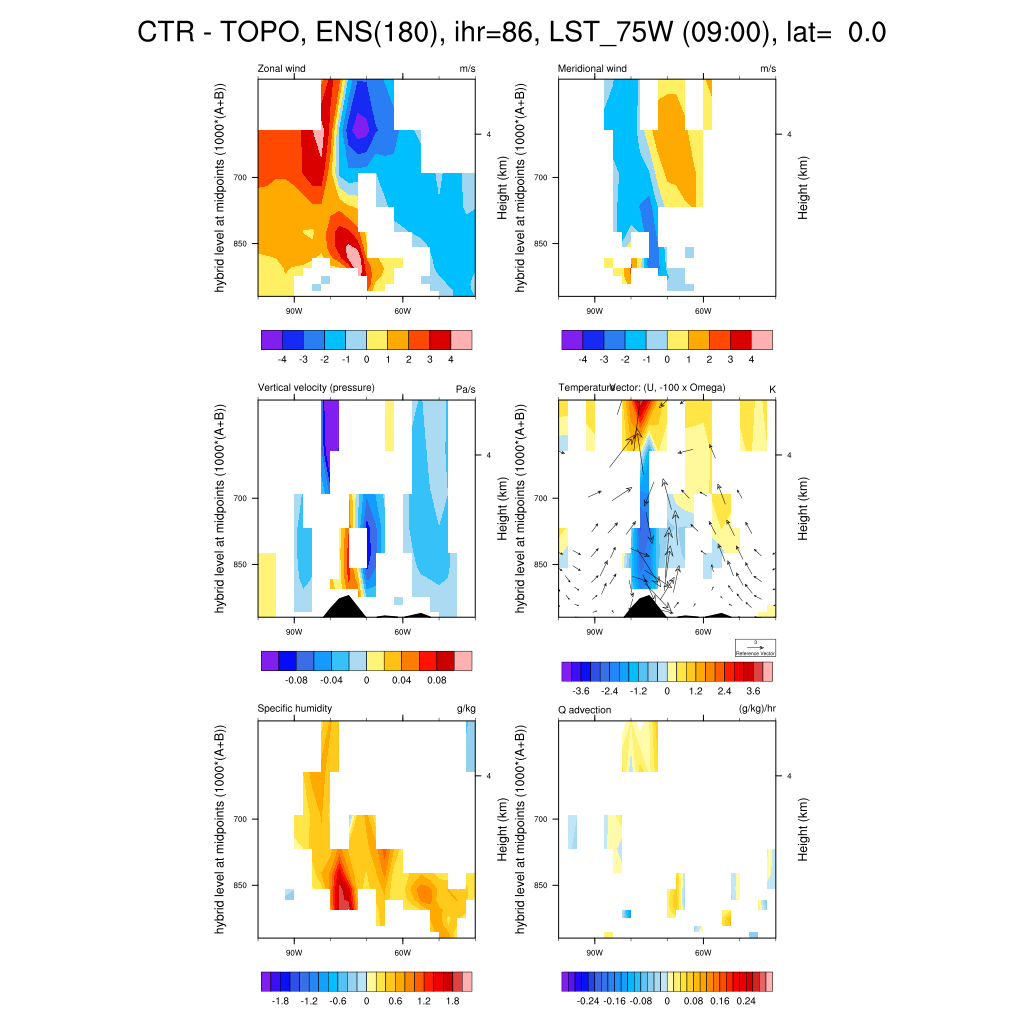 CTR - TOPO, ENS(180), ihr=86, LST_75W (09:00), lat= 0.0
Zonal wind m/s
hybrid level at midpoints (1000*(A+B))
700
850
4
Height (km)
90W 60W
-4 -3 -2 -1 0 1 2 3 4
Meridional wind m/s
hybrid level at midpoints (1000*(A+B))
700
850
4
Height (km)
90W 60W
-4 -3 -2 -1 0 1 2 3 4
Vertical velocity (pressure) Pa/s
hybrid level at midpoints (1000*(A+B))
700
850
4
Height (km)
90W 60W
-0.08 -0.04 0 0.04 0.08
Temperature Vector: (U, -100 x Omega) K
hybrid level at midpoints (1000*(A+B))
700
850
4
Height (km)
90W 60W
3
Reference Vector
-3.6 -2.4 -1.2 0 1.2 2.4 3.6
Specific humidity g/kg
hybrid level at midpoints (1000*(A+B))
700
850
4
Height (km)
90W 60W
-1.8 -1.2 -0.6 0 0.6 1.2 1.8
Q advection (g/kg)/hr
hybrid level at midpoints (1000*(A+B))
700
850
4
Height (km)
90W 60W
-0.24 -0.16 -0.08 0 0.08 0.16 0.24